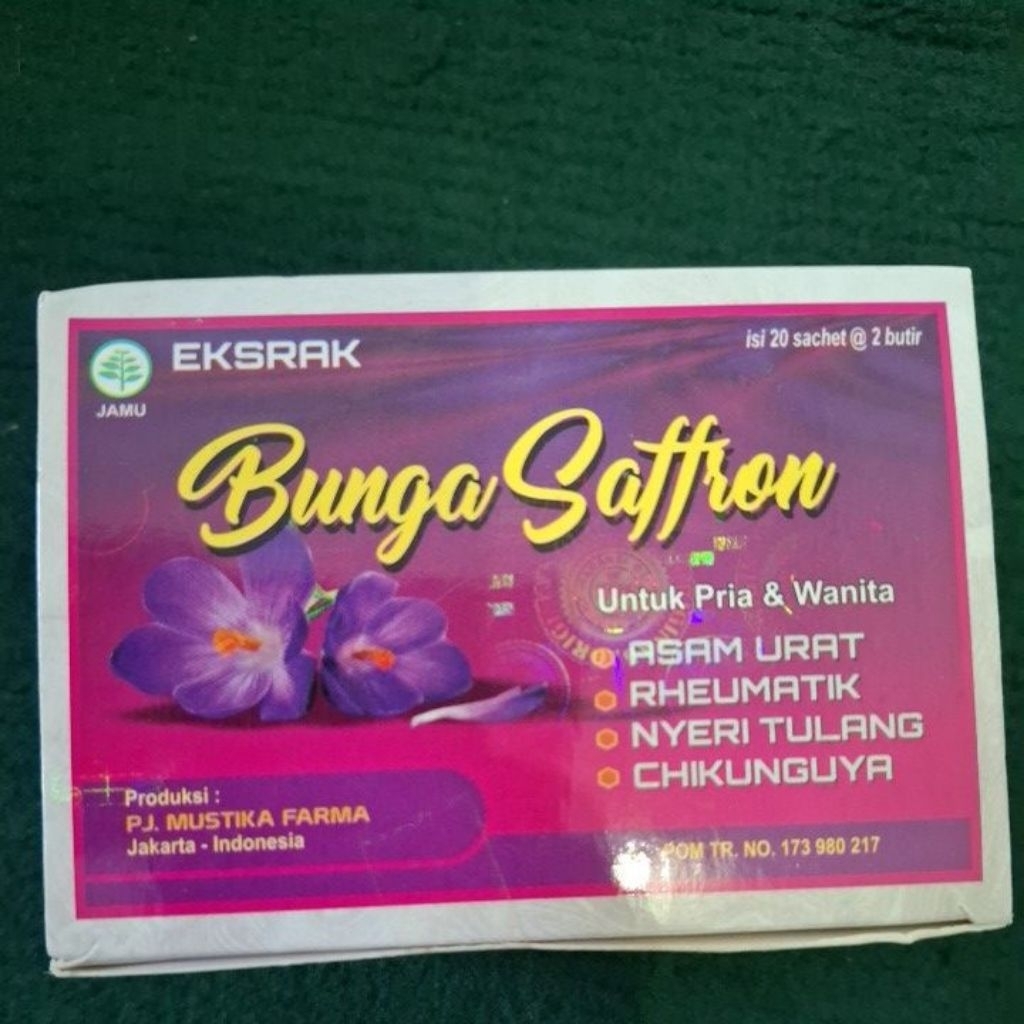 EKSRAK
isi 20 sachet @ 2 butir
JAMU
Bunga Saffron
Untuk Pria & Wanita
ASAM URAT
RHEUMATIK
NYERI TULANG
CHIKUNGUYA
Produksi :
PJ. MUSTIKA FARMA
Jakarta - Indonesia
POM TR. NO. 173 980 217